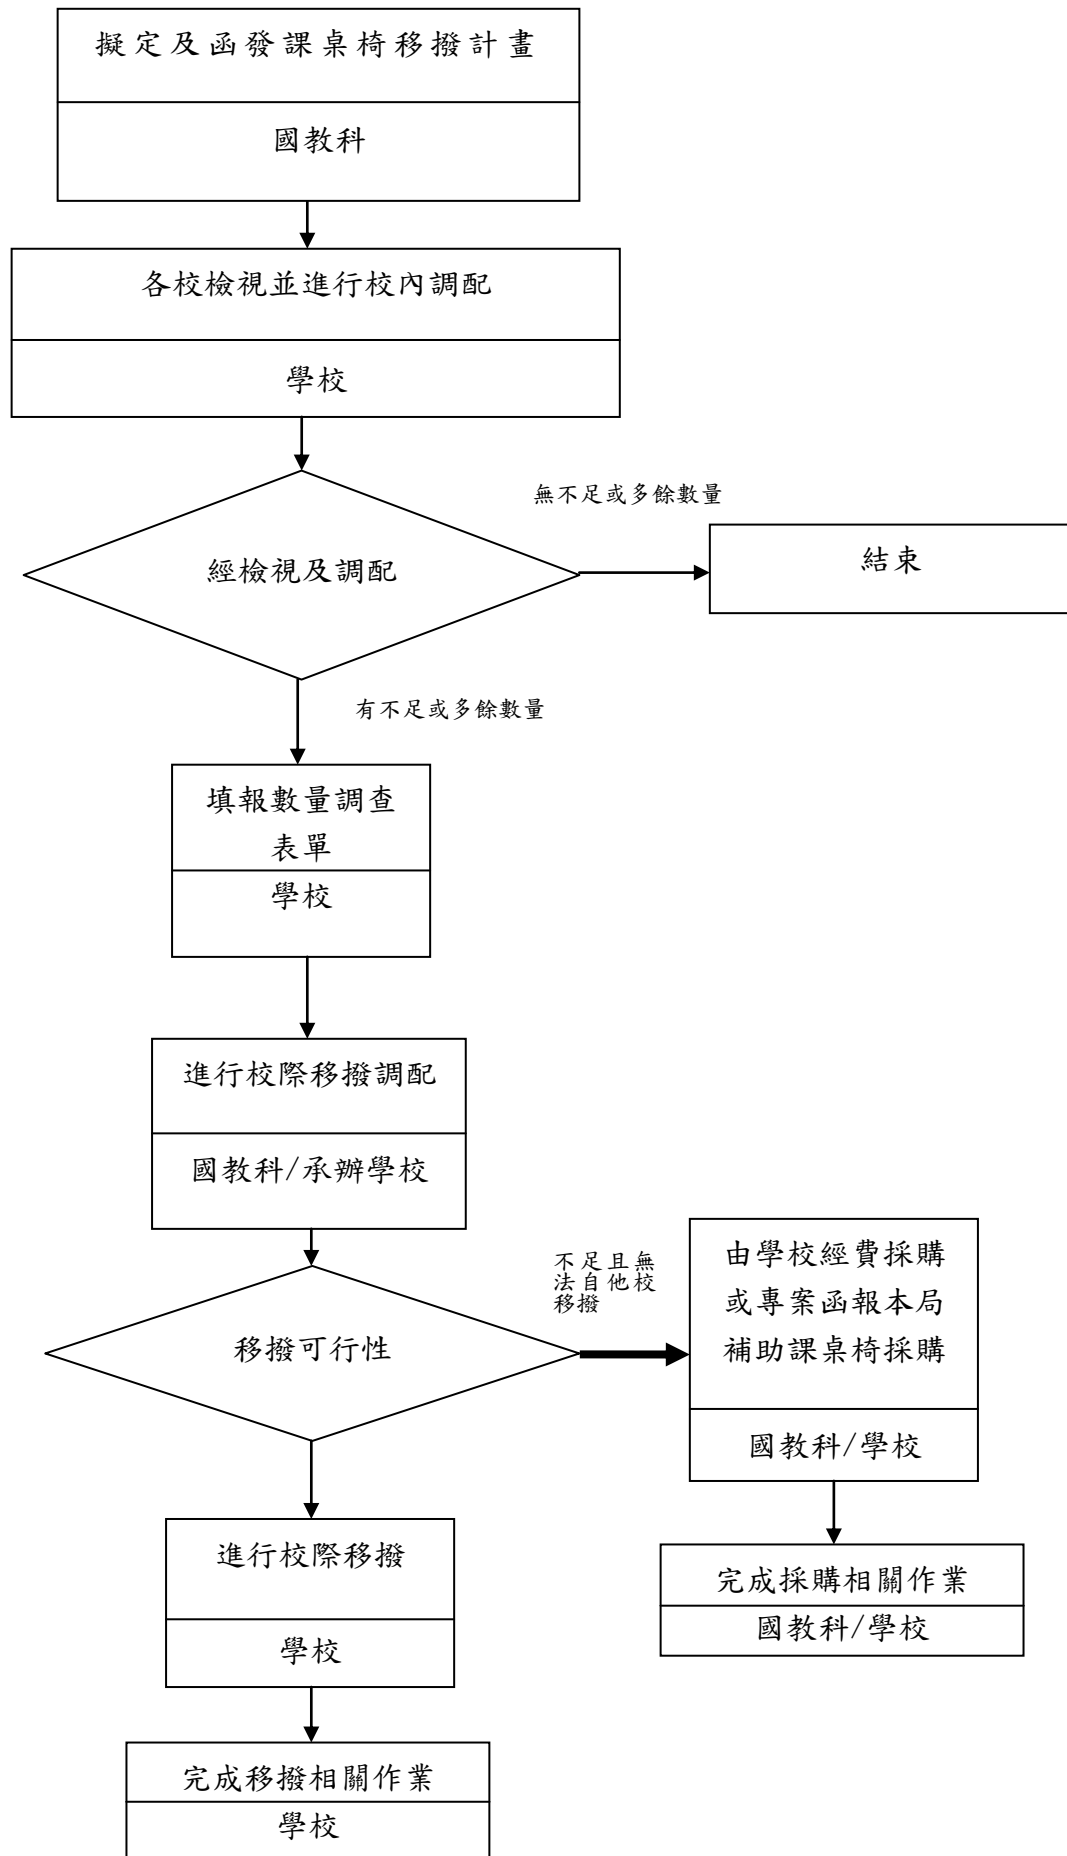 擬定及函發課桌椅移撥計畫
國教科
各校檢視並進行校內調配
學校
無不足或多餘數量
經檢視及調配
結束
有不足或多餘數量
填報數量調查
表單
學校
進行校際移撥調配
國教科/承辦學校
不足且無
法自他校
移撥
移撥可行性
由學校經費採購
或專案函報本局
補助課桌椅採購
國教科/學校
進行校際移撥
學校
完成採購相關作業
國教科/學校
完成移撥相關作業
學校